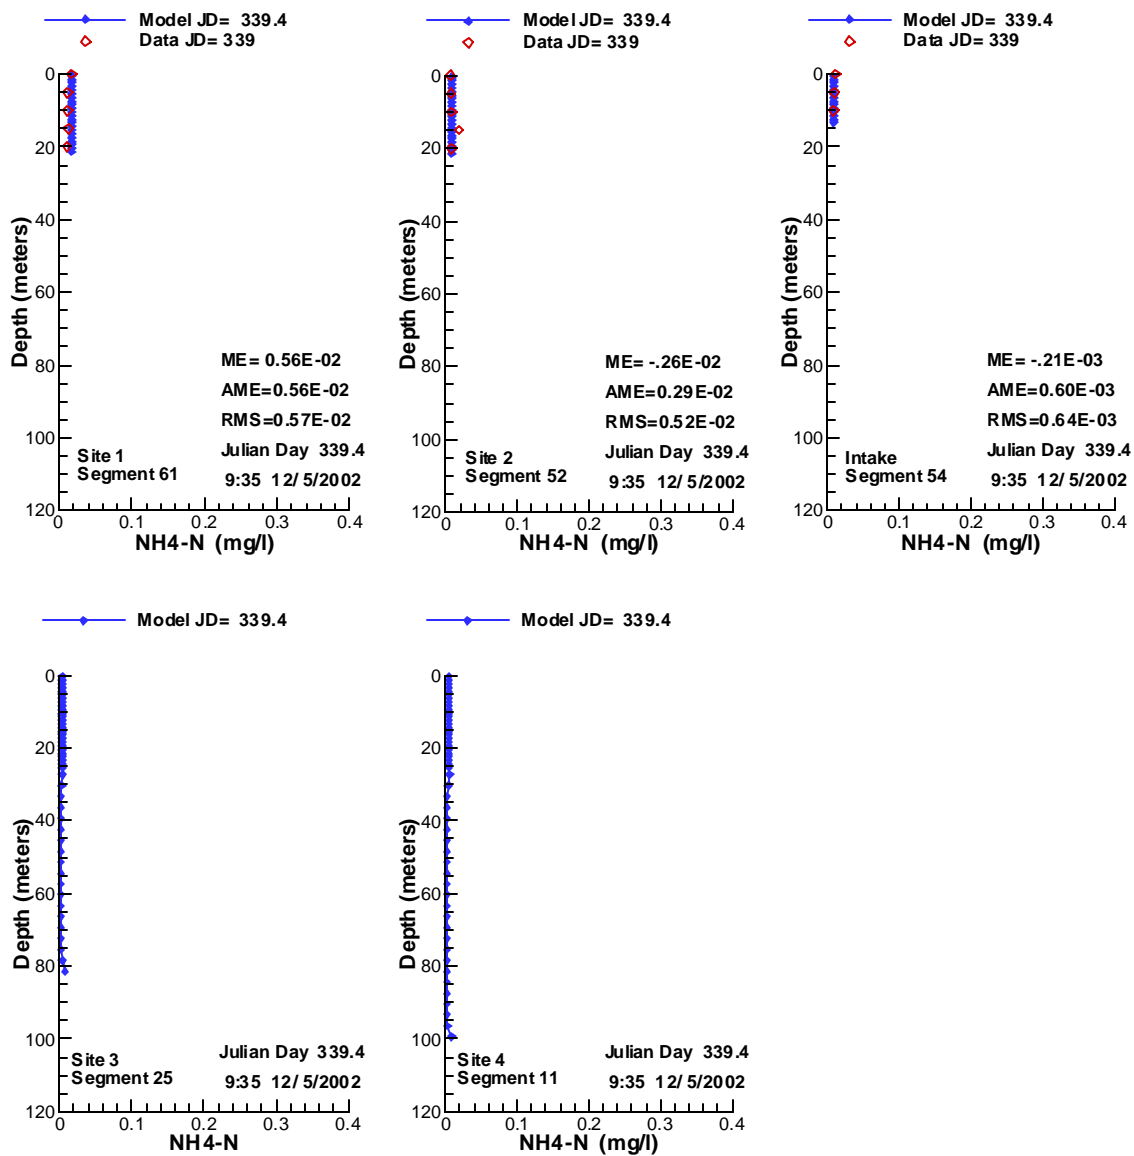 Model JD= 339.4
Data JD= 339
0
20
40
60
80
100
120
Depth (meters)
ME= 0.56E-02
AME=0.56E-02
RMS=0.57E-02
Julian Day 339.4
9:35 12/ 5/2002
Site 1
Segment 61
0 0.1 0.2 0.3 0.4
NH4-N (mg/l)
Model JD= 339.4
Data JD= 339
0
20
40
60
80
100
120
Depth (meters)
ME= -.26E-02
AME=0.29E-02
RMS=0.52E-02
Julian Day 339.4
9:35 12/ 5/2002
Site 2
Segment 52
0 0.1 0.2 0.3 0.4
NH4-N (mg/l)
Model JD= 339.4
Data JD= 339
0
20
40
60
80
100
120
Depth (meters)
ME= -.21E-03
AME=0.60E-03
RMS=0.64E-03
Julian Day 339.4
9:35 12/ 5/2002
Intake
Segment 54
0 0.1 0.2 0.3 0.4
NH4-N (mg/l)
Model JD= 339.4
0
20
40
60
80
100
120
Depth (meters)
Julian Day 339.4
9:35 12/ 5/2002
Site 3
Segment 25
0 0.1 0.2 0.3 0.4
NH4-N
Model JD= 339.4
0
20
40
60
80
100
120
Depth (meters)
Julian Day 339.4
9:35 12/ 5/2002
Site 4
Segment 11
0 0.1 0.2 0.3 0.4
NH4-N (mg/l)